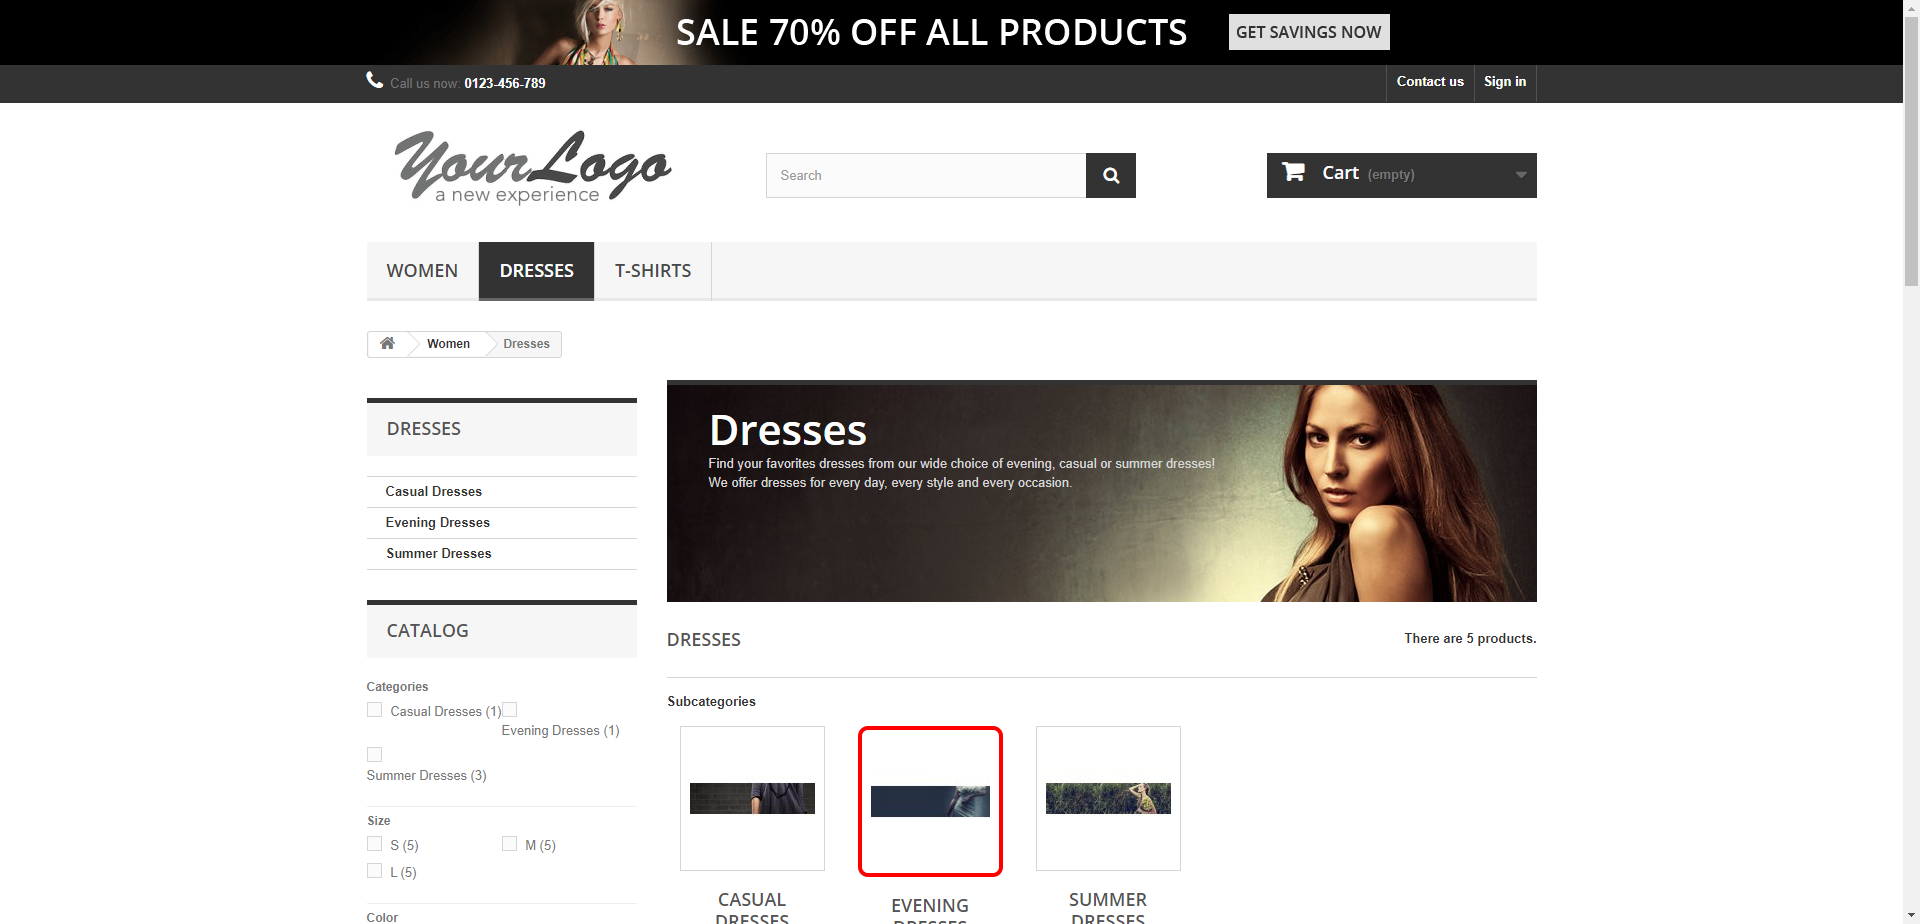 SALE 70% OFF ALL PRODUCTS
GET SAVINGS NOW
Call us now: 0123-456-789
Contact us
Sign in
YourLogo
a new experience
Search
Cart (empty)
WOMEN
DRESSES
T-SHIRTS
Women
Dresses
DRESSES
Casual Dresses
Evening Dresses
Summer Dresses
CATALOG
Categories
Casual Dresses (1)
Evening Dresses (1)
Summer Dresses (3)
Size
S (5)
M (5)
L (5)
Color
Dresses
Find your favorites dresses from our wide choice of evening, casual or summer dresses!
We offer dresses for every day, every style and every occasion.
DRESSES
There are 5 products.
Subcategories
CASUAL
DRESSES
EVENING
DRESSES
SUMMER
DRESSES